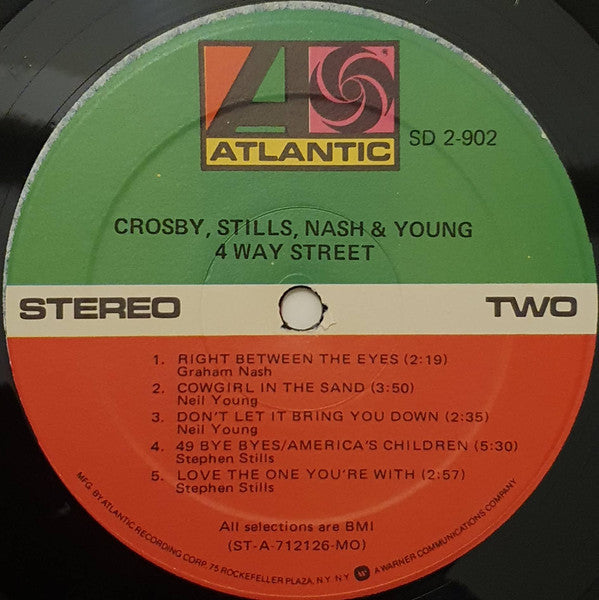 ATLANTIC
SD 2-902
CROSBY, STILLS, NASH & YOUNG
4 WAY STREET
STEREO
TWO
1. RIGHT BETWEEN THE EYES (2:19)
Graham Nash
2. COWGIRL IN THE SAND (3:50)
Neil Young
3. DON'T LET IT BRING YOU DOWN (2:35)
Neil Young
4. 49 BYE BYES/AMERICA'S CHILDREN (5:30)
Stephen Stills
5. LOVE THE ONE YOU'RE WITH (2:57)
Stephen Stills
All selections are BMI
(ST-A-712126-MO)
MFG. BY ATLANTIC RECORDING CORP. 75 ROCKEFELLER PLAZA, N.Y. N.Y. A WARNER COMMUNICATIONS COMPANY